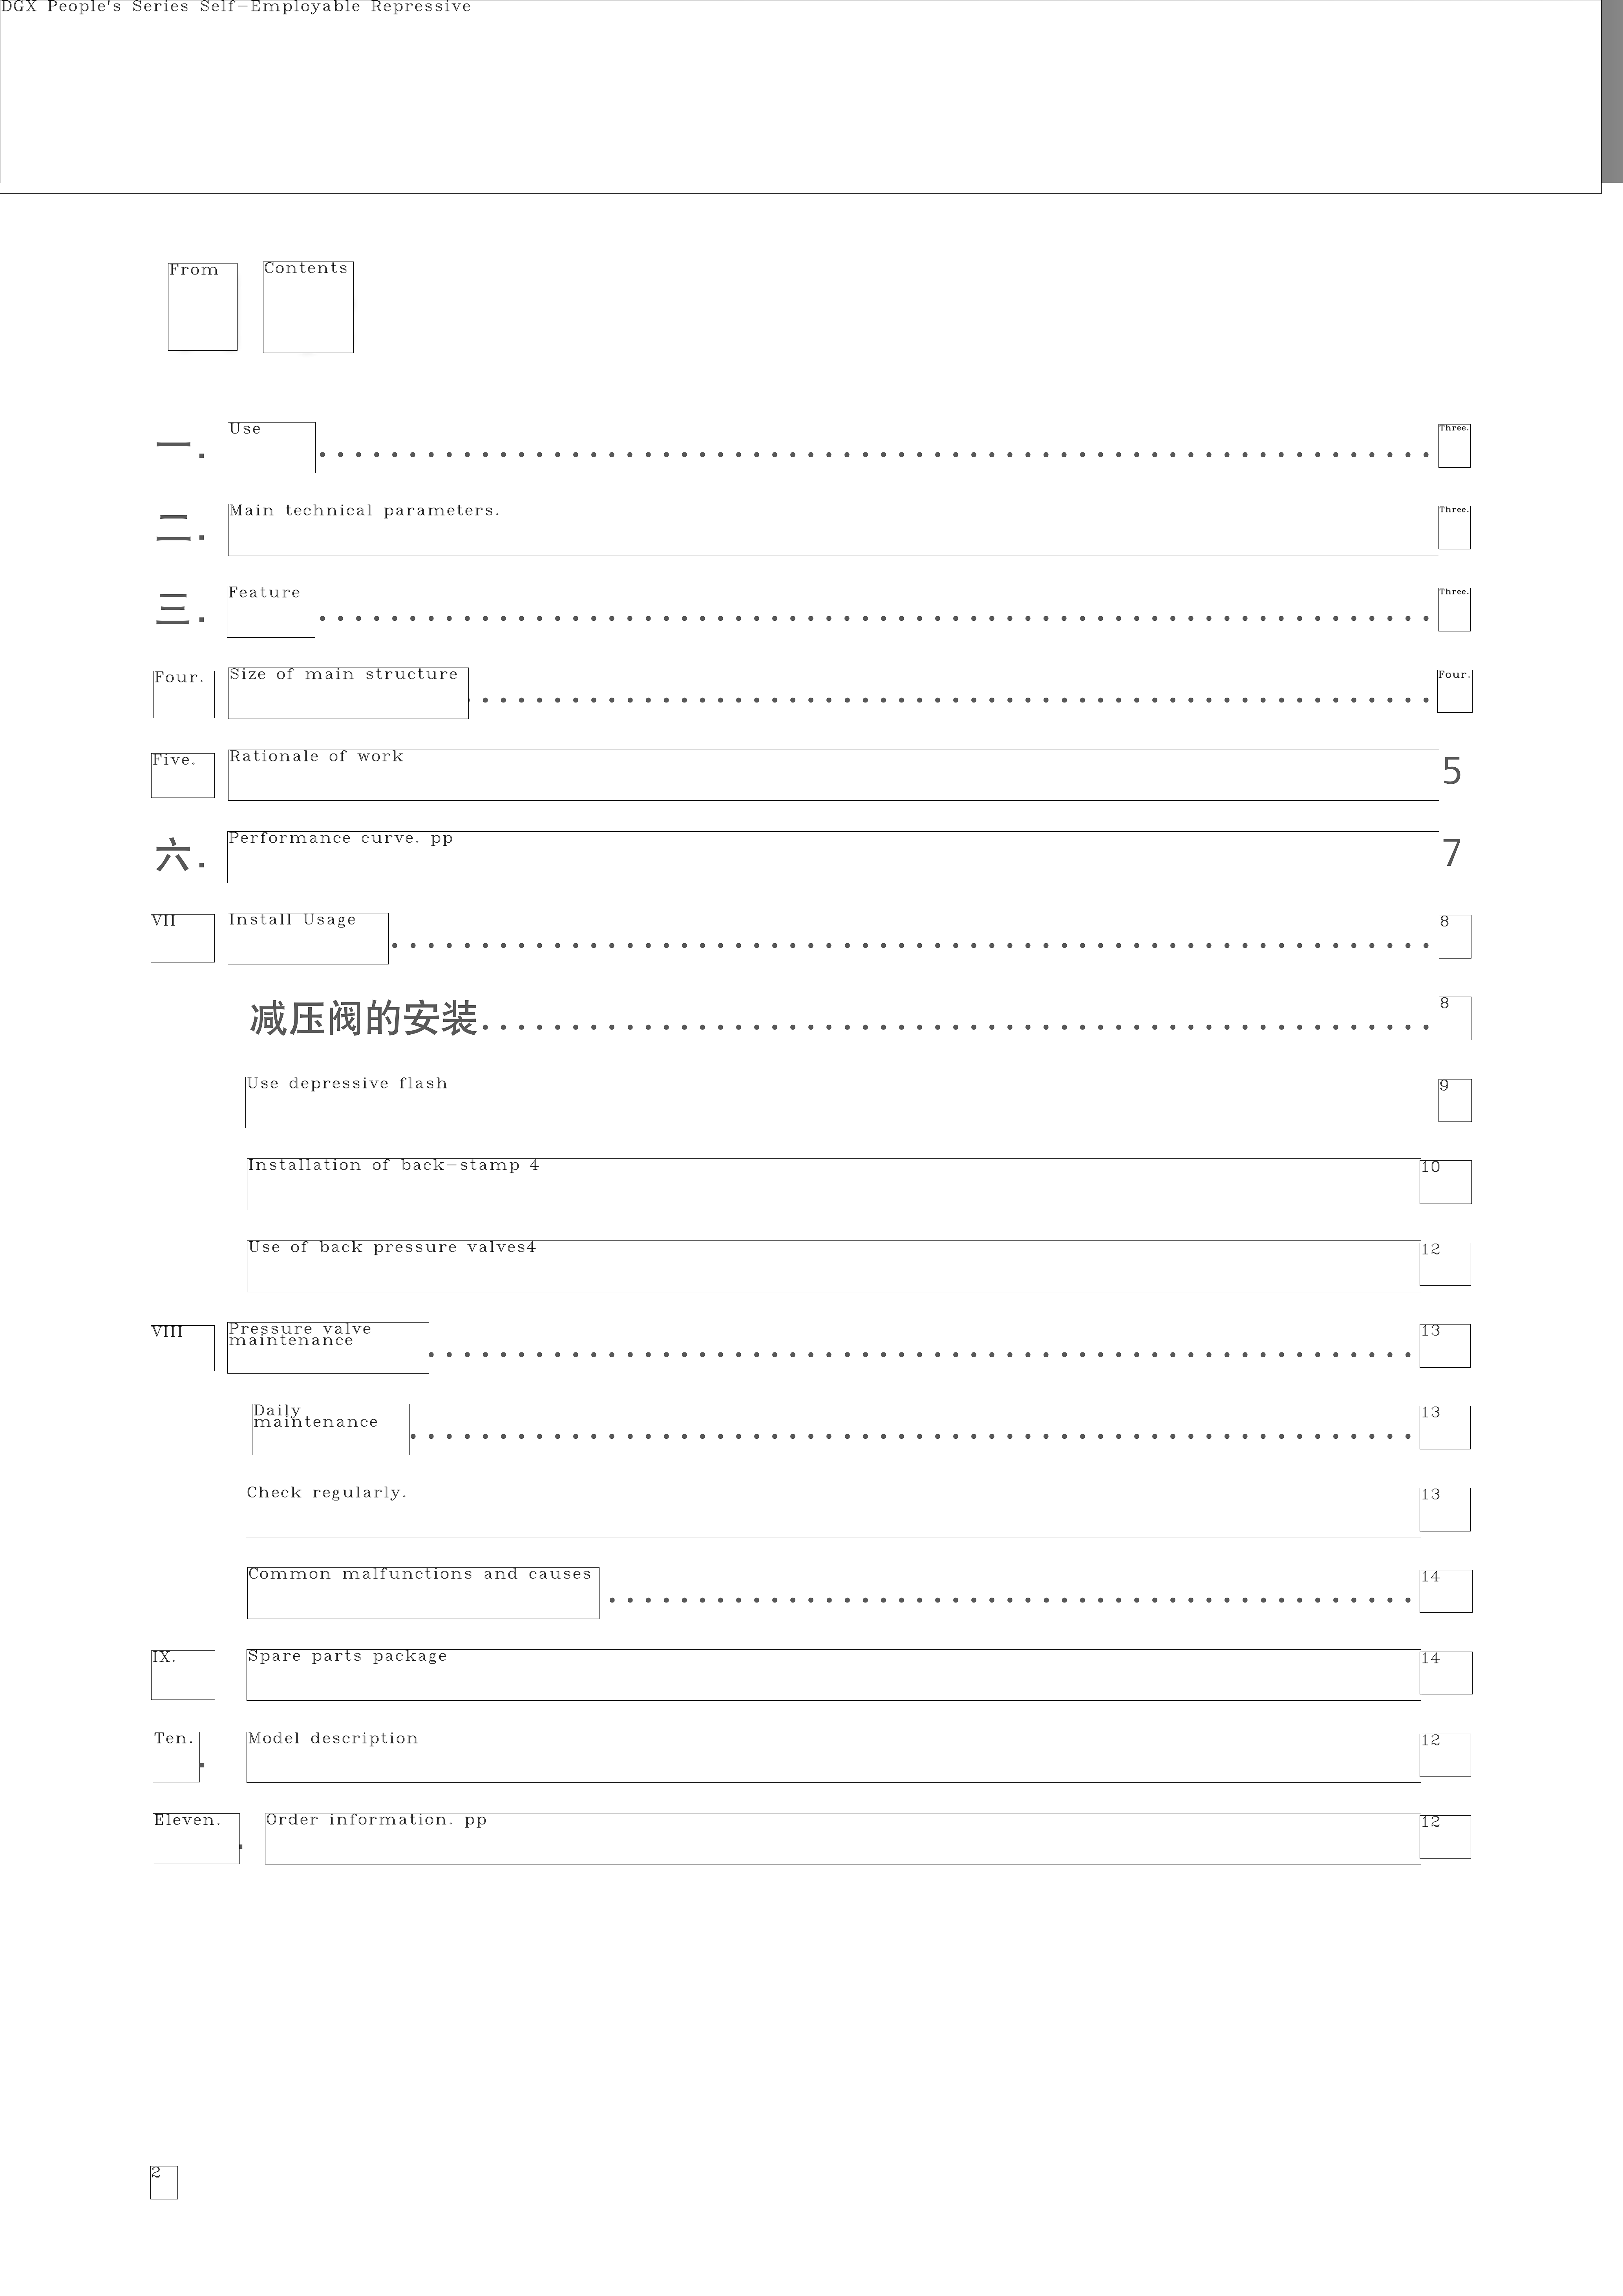 DGX People's Series Self-Employable Repressive
From Contents
一. Use Three.
二. Main technical parameters. Three.
三. Feature Three.
Four. Size of main structure Four.
Five. Rationale of work 5
六. Performance curve. pp 7
VII Install Usage 8
减压阀的安装 8
Use depressive flash 9
Installation of back-stamp 4 10
Use of back pressure valves4 12
VIII Pressure valve
maintenance 13
Daily
maintenance 13
Check regularly. 13
Common malfunctions and causes 14
IX. Spare parts package 14
Ten. Model description 12
Eleven. Order information. pp 12
2